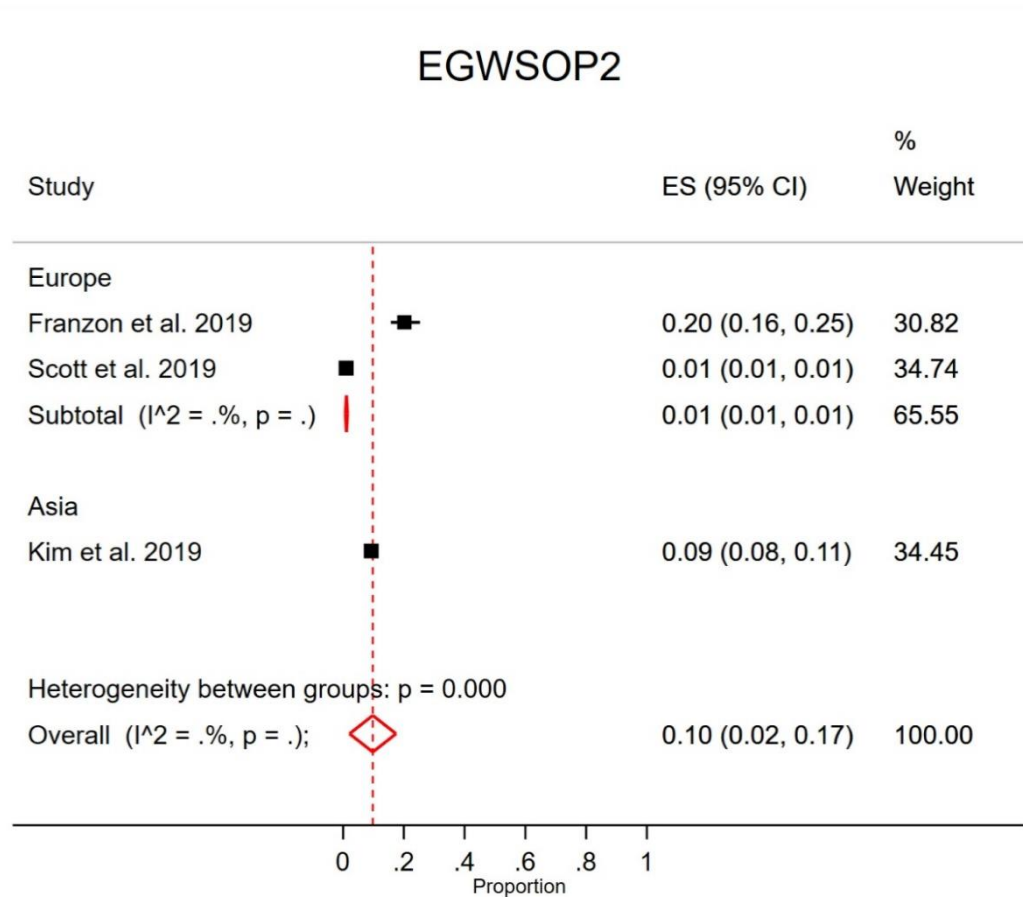 EGWSOP2
%
Study ES (95% CI) Weight
Europe
Franzon et al. 2019 0.20 (0.16, 0.25) 30.82
Scott et al. 2019 0.01 (0.01, 0.01) 34.74
Subtotal (I^2 = .%, p = .) 0.01 (0.01, 0.01) 65.55
Asia
Kim et al. 2019 0.09 (0.08, 0.11) 34.45
Heterogeneity between groups: p = 0.000
Overall (I^2 = .%, p = .); 0.10 (0.02, 0.17) 100.00
0 .2 .4 .6 .8 1
Proportion